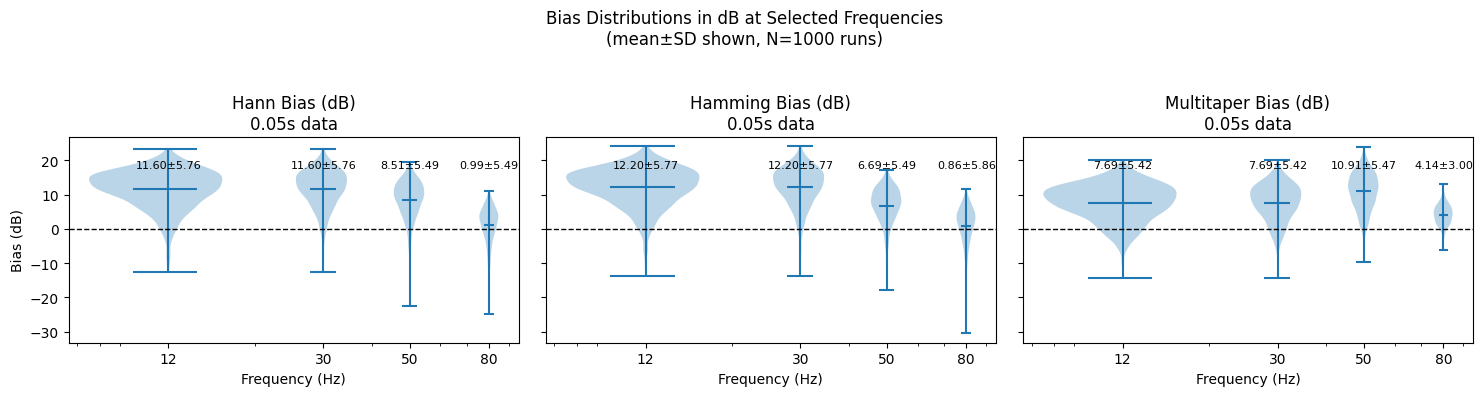 Bias Distributions in dB at Selected Frequencies
(mean±SD shown, N=1000 runs)
Hann Bias (dB)
0.05s data
Hamming Bias (dB)
0.05s data
Multitaper Bias (dB)
0.05s data
Bias (dB)
20
10
0
−10
−20
−30
11.60±5.76
11.60±5.76
8.51±5.49
0.99±5.49
12
30
50
80
Frequency (Hz)
12.20±5.77
12.20±5.77
6.69±5.49
0.86±5.86
12
30
50
80
Frequency (Hz)
7.69±5.42
7.69±5.42
10.91±5.47
4.14±3.00
12
30
50
80
Frequency (Hz)